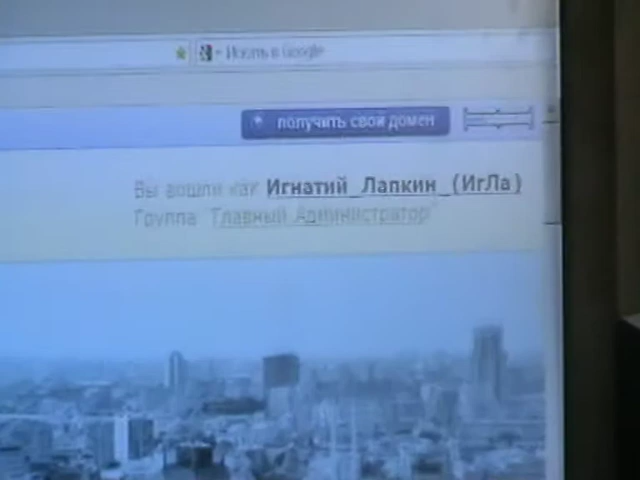 Искать в Google
получить свой домен
Вы вошли как Игнатий_Лапкин_(ИгЛа)
Группа "Главный Администратор"